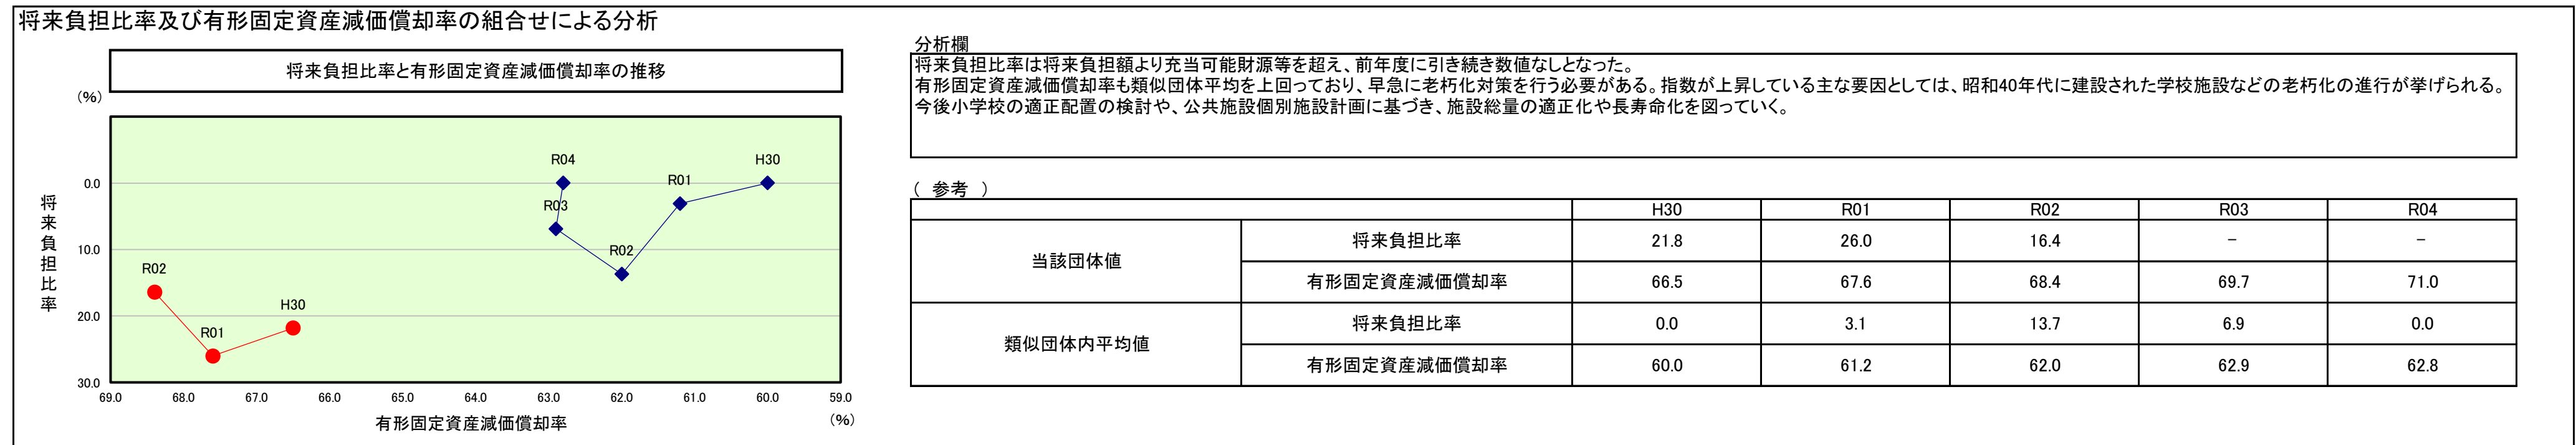 将来負担比率及び有形固定資産減価償却率の組合せによる分析
将来負担比率と有形固定資産減価償却率の推移
(%)
将来負担比率
0.0
10.0
20.0
30.0
R04
H30
R01
R03
R02
R02
H30
R01
69.0 68.0 67.0 66.0 65.0 64.0 63.0 62.0 61.0 60.0 59.0
有形固定資産減価償却率
(%)
分析欄
将来負担比率は将来負担額より充当可能財源等を超え、前年度に引き続き数値なしとなった。
有形固定資産減価償却率も類似団体平均を上回っており、早急に老朽化対策を行う必要がある。指数が上昇している主な要因としては、昭和40年代に建設された学校施設などの老朽化の進行が挙げられる。
今後小学校の適正配置の検討や、公共施設個別施設計画に基づき、施設総量の適正化や長寿命化を図っていく。
( 参考 )
H30 R01 R02 R03 R04
当該団体値
将来負担比率 21.8 26.0 16.4 － －
有形固定資産減価償却率 66.5 67.6 68.4 69.7 71.0
類似団体内平均値
将来負担比率 0.0 3.1 13.7 6.9 0.0
有形固定資産減価償却率 60.0 61.2 62.0 62.9 62.8